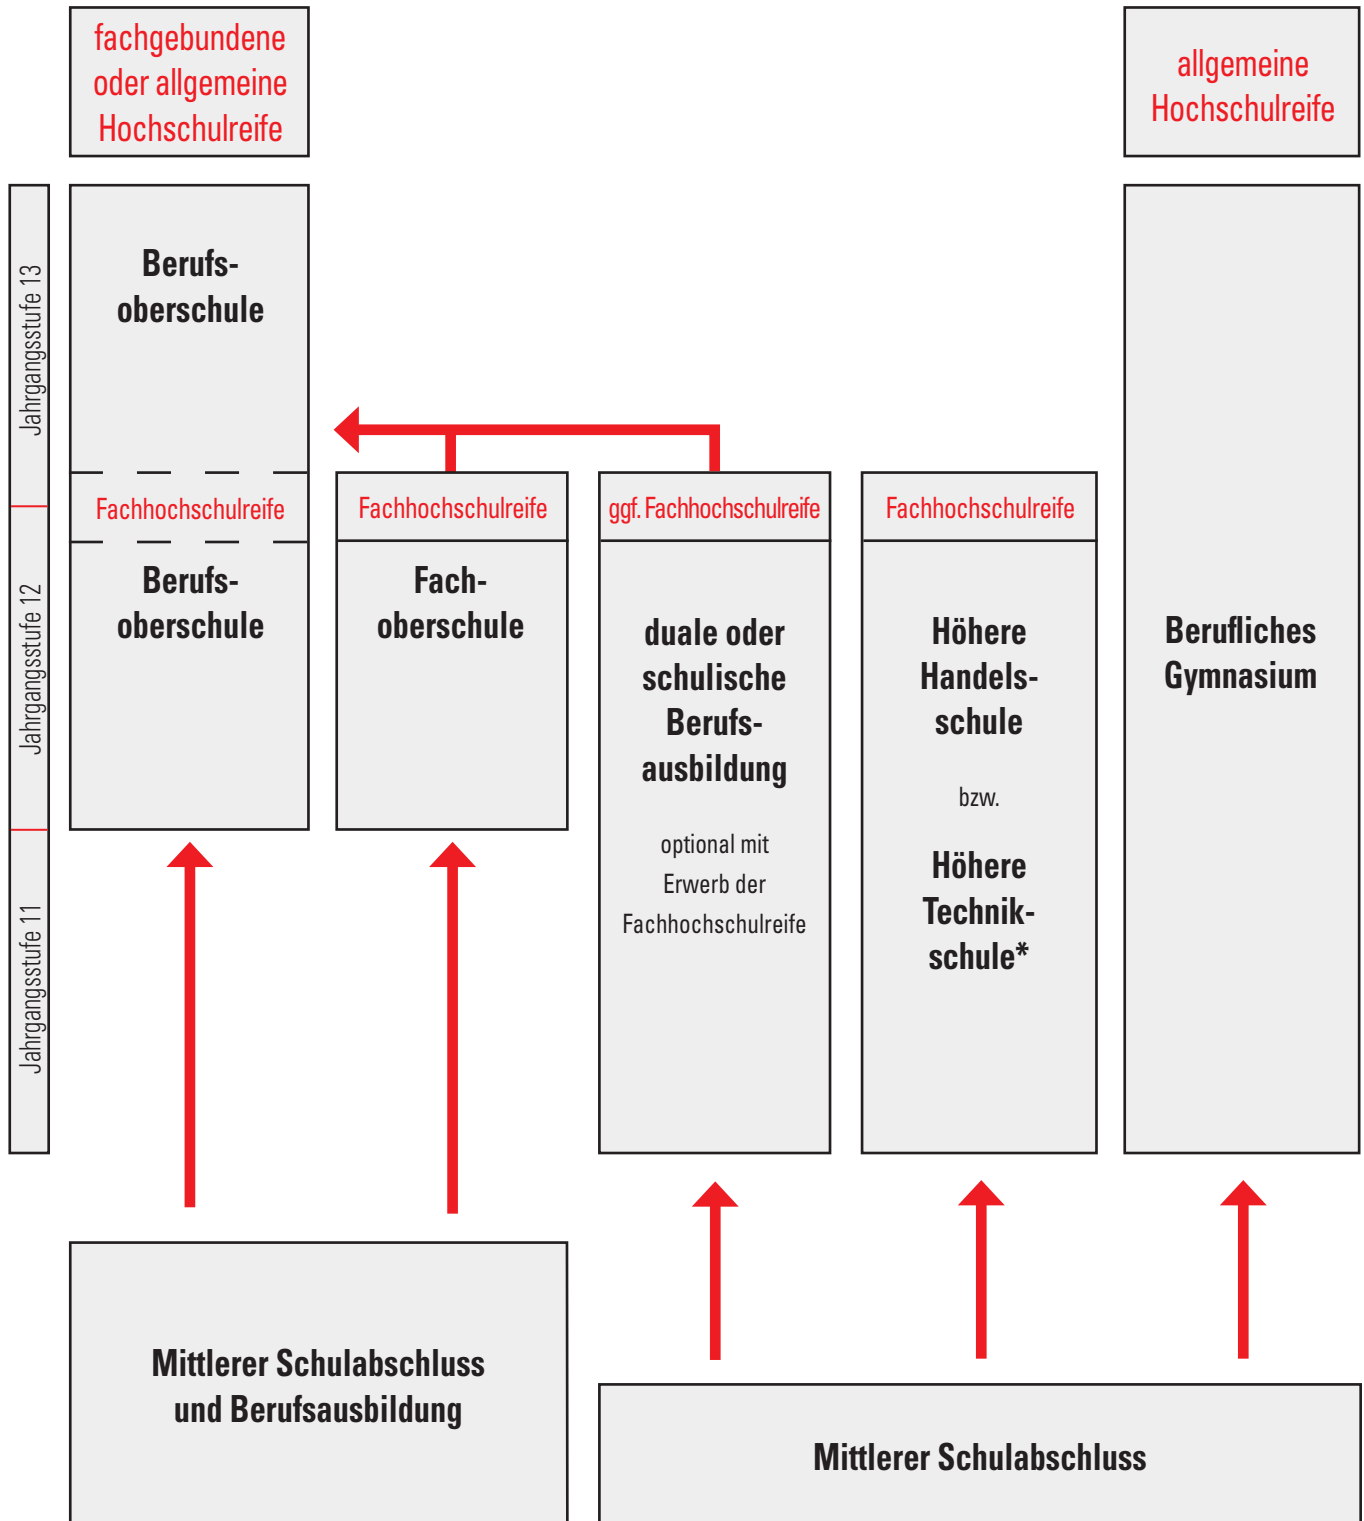 fachgebundene
oder allgemeine
Hochschulreife
allgemeine
Hochschulreife
Jahrgangsstufe 13
Jahrgangsstufe 12
Jahrgangsstufe 11
Berufs-
oberschule
Fachhochschulreife
Berufs-
oberschule
Fachhochschulreife
Fach-
oberschule
ggf. Fachhochschulreife
duale oder
schulische
Berufs-
ausbildung
optional mit
Erwerb der
Fachhochschulreife
Fachhochschulreife
Höhere
Handels-
schule
bzw.
Höhere
Technik-
schule*
Berufliches
Gymnasium
Mittlerer Schulabschluss
und Berufsausbildung
Mittlerer Schulabschluss